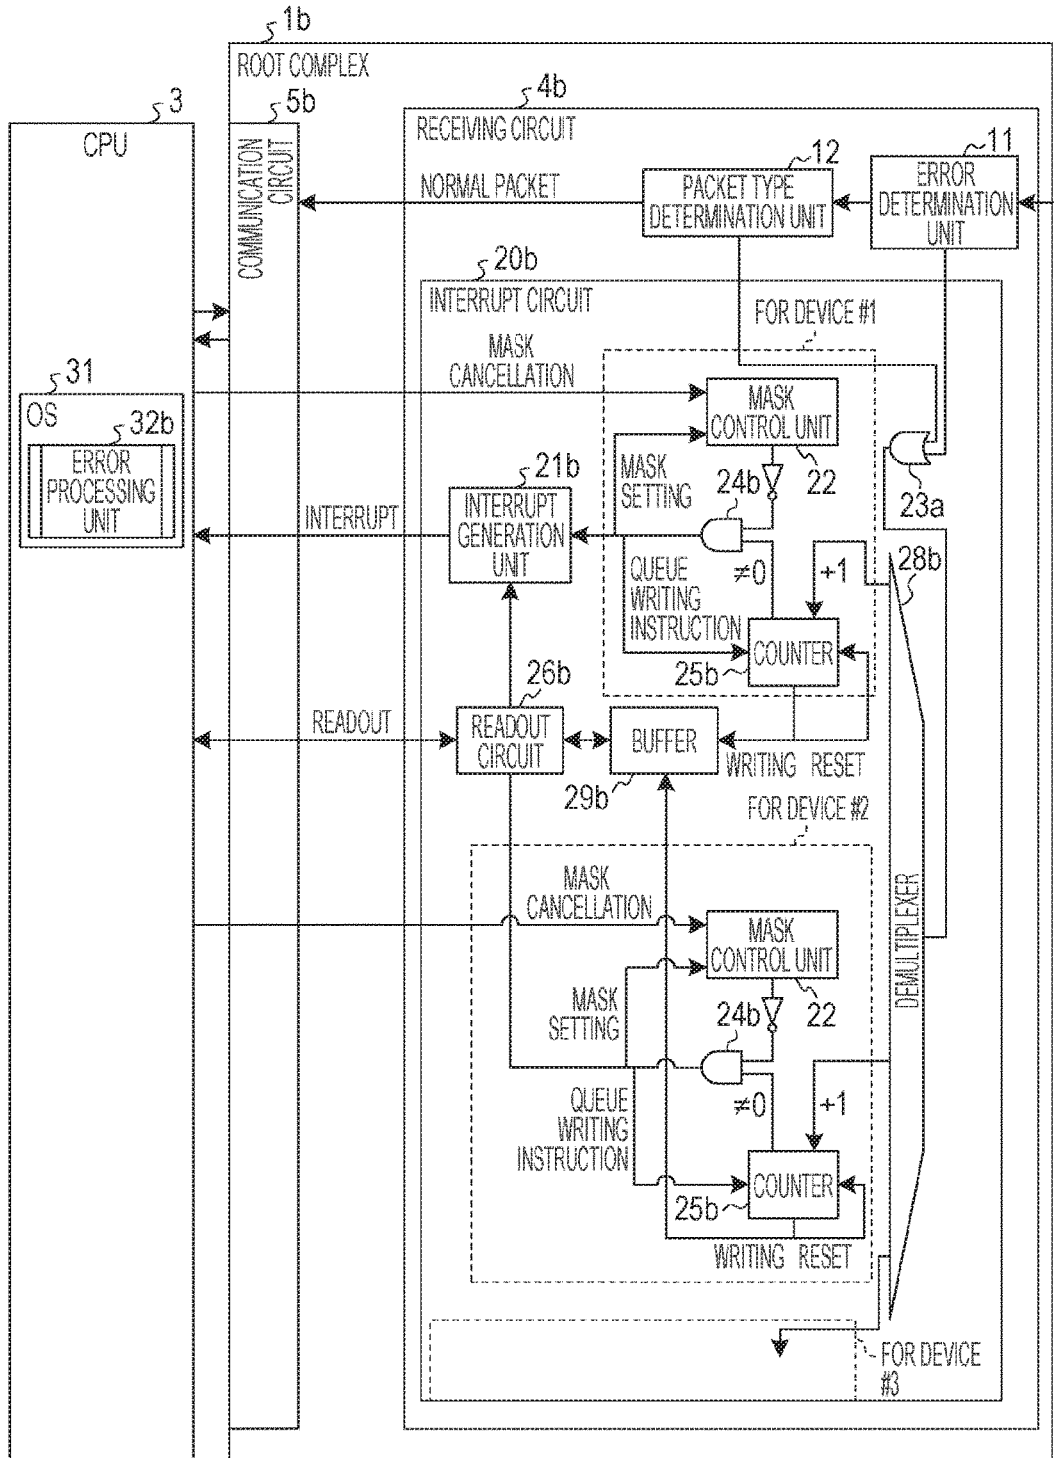 1b
ROOT COMPLEX
3
CPU
5b
COMMUNICATION
CIRCUIT
4b
RECEIVING CIRCUIT
NORMAL PACKET
12
PACKET TYPE
DETERMINATION UNIT
11
ERROR
DETERMINATION
UNIT
20b
INTERRUPT CIRCUIT
FOR DEVICE #1
MASK
CANCELLATION
MASK
CONTROL UNIT
22
31
OS
32b
ERROR
PROCESSING
UNIT
MASK
SETTING
24b
23a
21b
INTERRUPT
INTERRUPT
GENERATION
UNIT
≠0
+1
28b
QUEUE
WRITING
INSTRUCTION
COUNTER
25b
26b
READOUT
READOUT
CIRCUIT
BUFFER
29b
WRITING RESET
FOR DEVICE #2
MASK
CANCELLATION
MASK
CONTROL UNIT
22
DEMULTIPLEXER
MASK
SETTING
24b
≠0
+1
QUEUE
WRITING
INSTRUCTION
COUNTER
25b
WRITING RESET
FOR DEVICE
#3